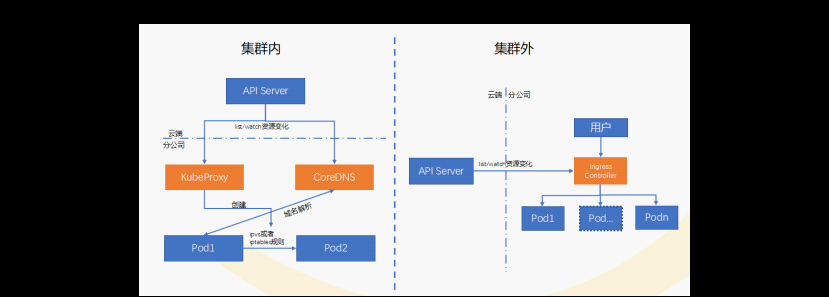 集群内
API Server
list/watch资源变化
云端
分公司
KubeProxy
CoreDNS
创建
域名解析
ipvs或者
iptables规则
Pod1
Pod2
集群外
云端
分公司
用户
API Server
list/watch资源变化
Ingress
Controller
Pod1
Pod...
Podn